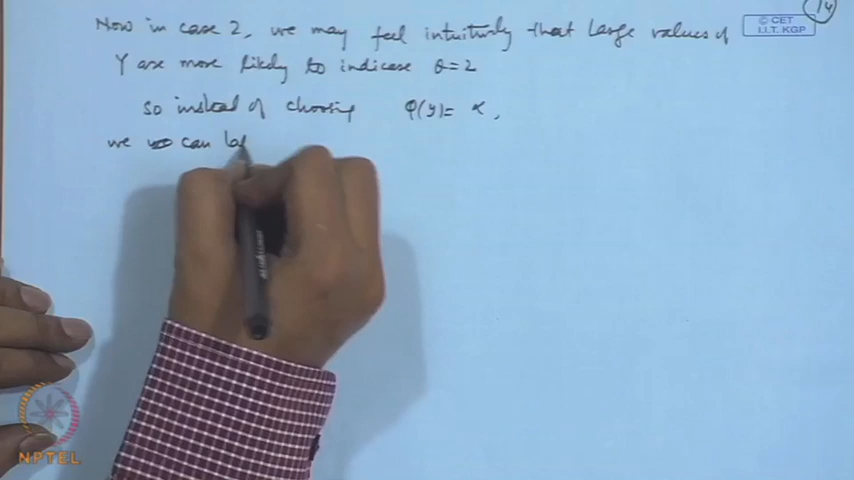 14
© CET
I.I.T. KGP
Now in case 2, we may feel intuitively that large values of
Y are more likely to indicate θ=2
so instead of choosing φ(y)= α,
we can
NPTEL